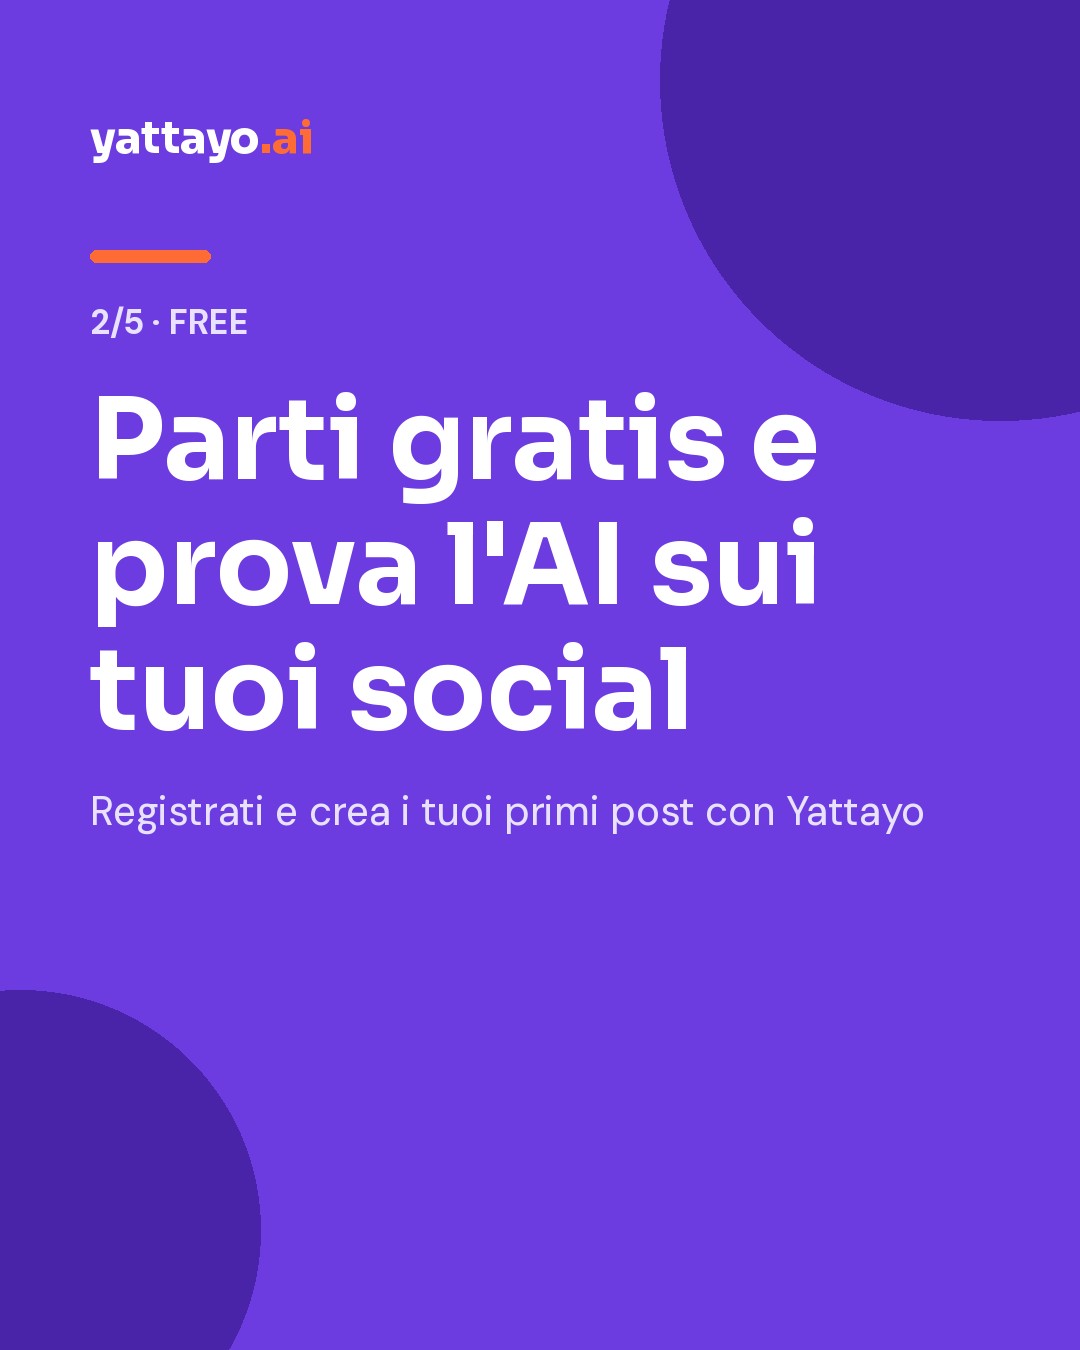 yattayo.ai
2/5 · FREE
Parti gratis e
prova l'AI sui
tuoi social
Registrati e crea i tuoi primi post con Yattayo